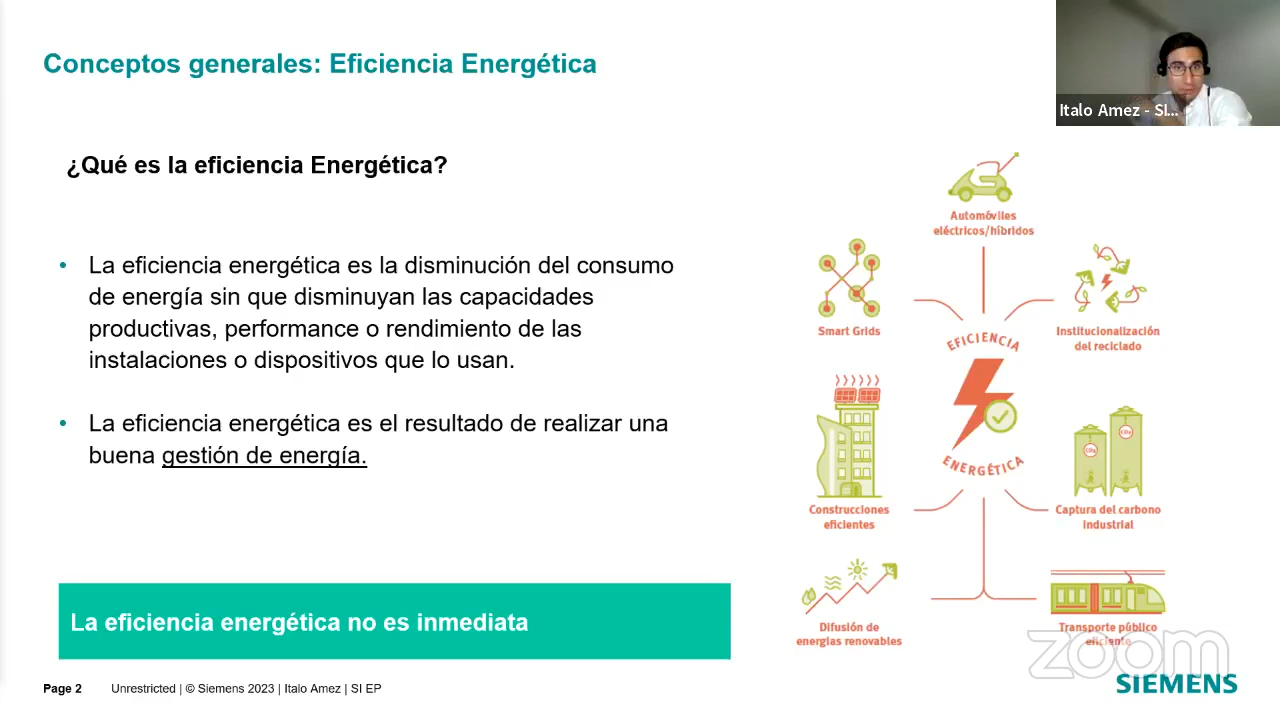 Conceptos generales: Eficiencia Energética
Italo Amez - SI...
¿Qué es la eficiencia Energética?
• La eficiencia energética es la disminución del consumo
de energía sin que disminuyan las capacidades
productivas, performance o rendimiento de las
instalaciones o dispositivos que lo usan.
• La eficiencia energética es el resultado de realizar una
buena gestión de energía.
La eficiencia energética no es inmediata
Automóviles
eléctricos/híbridos
Smart Grids
Institucionalización
del reciclado
EFICIENCIA
ENERGÉTICA
Construcciones
eficientes
CO2
CO2
Captura del carbono
industrial
Difusión de
energías renovables
Transporte público
eficiente
zoom
SIEMENS
Page 2 Unrestricted | © Siemens 2023 | Italo Amez | SI EP